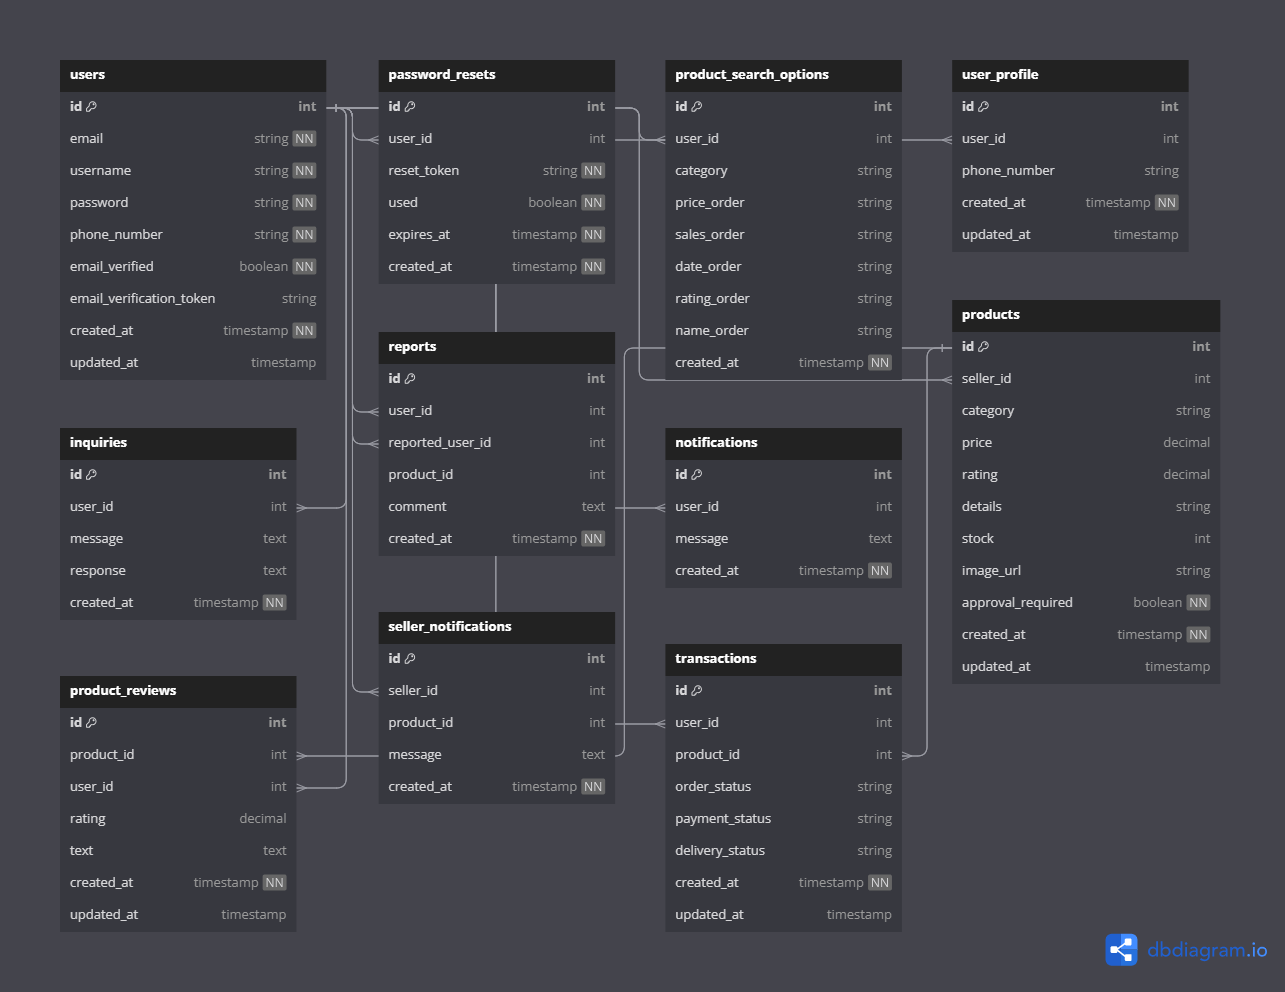 users
id int
email string NN
username string NN
password string NN
phone_number string NN
email_verified boolean NN
email_verification_token string
created_at timestamp NN
updated_at timestamp
password_resets
id int
user_id int
reset_token string NN
used boolean NN
expires_at timestamp NN
created_at timestamp NN
product_search_options
id int
user_id int
category string
price_order string
sales_order string
date_order string
rating_order string
name_order string
created_at timestamp NN
user_profile
id int
user_id int
phone_number string
created_at timestamp NN
updated_at timestamp
products
id int
seller_id int
category string
price decimal
rating decimal
details string
stock int
image_url string
approval_required boolean NN
created_at timestamp NN
updated_at timestamp
reports
id int
user_id int
reported_user_id int
product_id int
comment text
created_at timestamp NN
inquiries
id int
user_id int
message text
response text
created_at timestamp NN
notifications
id int
user_id int
message text
created_at timestamp NN
seller_notifications
id int
seller_id int
product_id int
message text
created_at timestamp NN
transactions
id int
user_id int
product_id int
order_status string
payment_status string
delivery_status string
created_at timestamp NN
updated_at timestamp
product_reviews
id int
product_id int
user_id int
rating decimal
text text
created_at timestamp NN
updated_at timestamp
dbdiagram.io